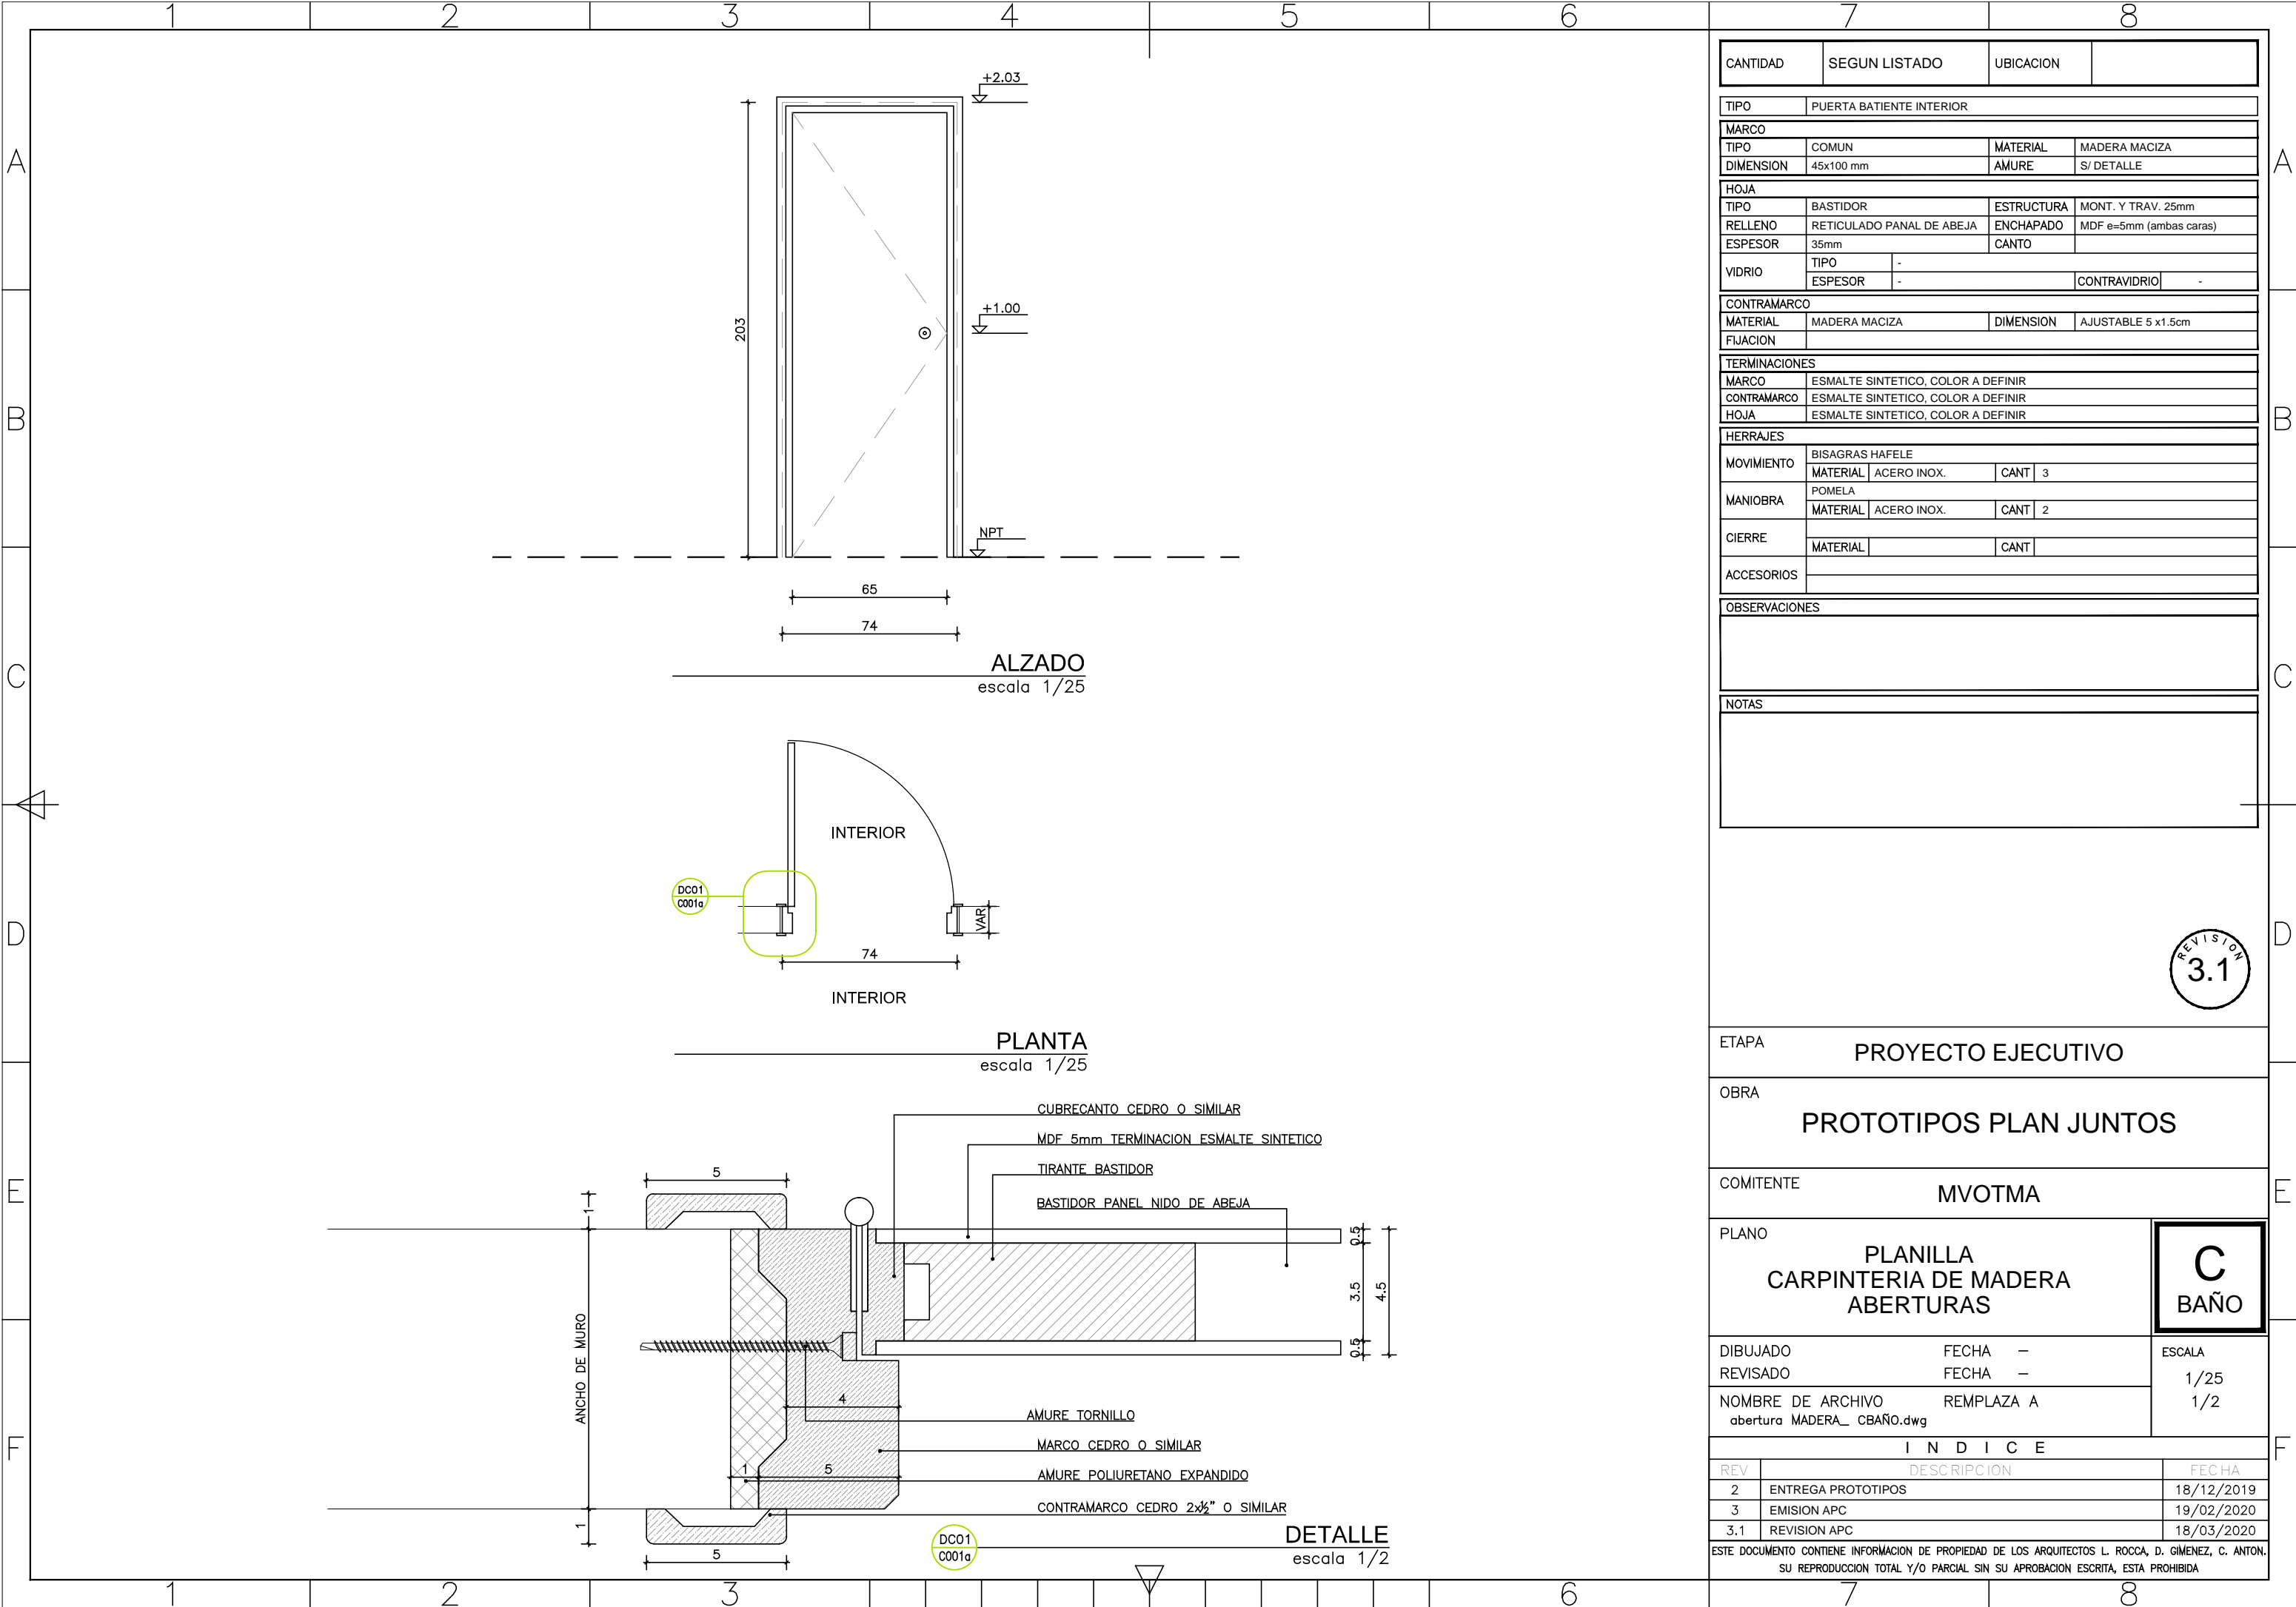 1 2 3 4 5 6 7 8
A
B
C
D
E
F
+2.03
203
+1.00
NPT
65
74
ALZADO
escala 1/25
INTERIOR
DC01
C001a
VAR
74
INTERIOR
PLANTA
escala 1/25
CUBRECANTO CEDRO O SIMILAR
MDF 5mm TERMINACION ESMALTE SINTETICO
TIRANTE BASTIDOR
BASTIDOR PANEL NIDO DE ABEJA
5
1
0.5
3.5
4.5
0.5
ANCHO DE MURO
4
1
5
AMURE TORNILLO
MARCO CEDRO O SIMILAR
AMURE POLIURETANO EXPANDIDO
CONTRAMARCO CEDRO 2x½" O SIMILAR
1
5
DC01
C001a
DETALLE
escala 1/2
CANTIDAD SEGUN LISTADO UBICACION
TIPO PUERTA BATIENTE INTERIOR
MARCO
TIPO COMUN MATERIAL MADERA MACIZA
DIMENSION 45x100 mm AMURE S/ DETALLE
HOJA
TIPO BASTIDOR ESTRUCTURA MONT. Y TRAV. 25mm
RELLENO RETICULADO PANAL DE ABEJA ENCHAPADO MDF e=5mm (ambas caras)
ESPESOR 35mm CANTO
VIDRIO TIPO -
ESPESOR - CONTRAVIDRIO -
CONTRAMARCO
MATERIAL MADERA MACIZA DIMENSION AJUSTABLE 5 x1.5cm
FIJACION
TERMINACIONES
MARCO ESMALTE SINTETICO, COLOR A DEFINIR
CONTRAMARCO ESMALTE SINTETICO, COLOR A DEFINIR
HOJA ESMALTE SINTETICO, COLOR A DEFINIR
HERRAJES
MOVIMIENTO BISAGRAS HAFELE
MATERIAL ACERO INOX. CANT 3
MANIOBRA POMELA
MATERIAL ACERO INOX. CANT 2
CIERRE
MATERIAL CANT
ACCESORIOS
OBSERVACIONES
NOTAS
REVISION
3.1
ETAPA
PROYECTO EJECUTIVO
OBRA
PROTOTIPOS PLAN JUNTOS
COMITENTE
MVOTMA
PLANO
PLANILLA
CARPINTERIA DE MADERA
ABERTURAS
C
BAÑO
DIBUJADO FECHA –
REVISADO FECHA –
ESCALA
1/25
1/2
NOMBRE DE ARCHIVO REMPLAZA A
abertura MADERA_ CBAÑO.dwg
INDICE
REV DESCRIPCION FECHA
2 ENTREGA PROTOTIPOS 18/12/2019
3 EMISION APC 19/02/2020
3.1 REVISION APC 18/03/2020
ESTE DOCUMENTO CONTIENE INFORMACION DE PROPIEDAD DE LOS ARQUITECTOS L. ROCCA, D. GIMENEZ, C. ANTON.
SU REPRODUCCION TOTAL Y/O PARCIAL SIN SU APROBACION ESCRITA, ESTA PROHIBIDA
A
B
C
D
E
F
1 2 3 6 7 8